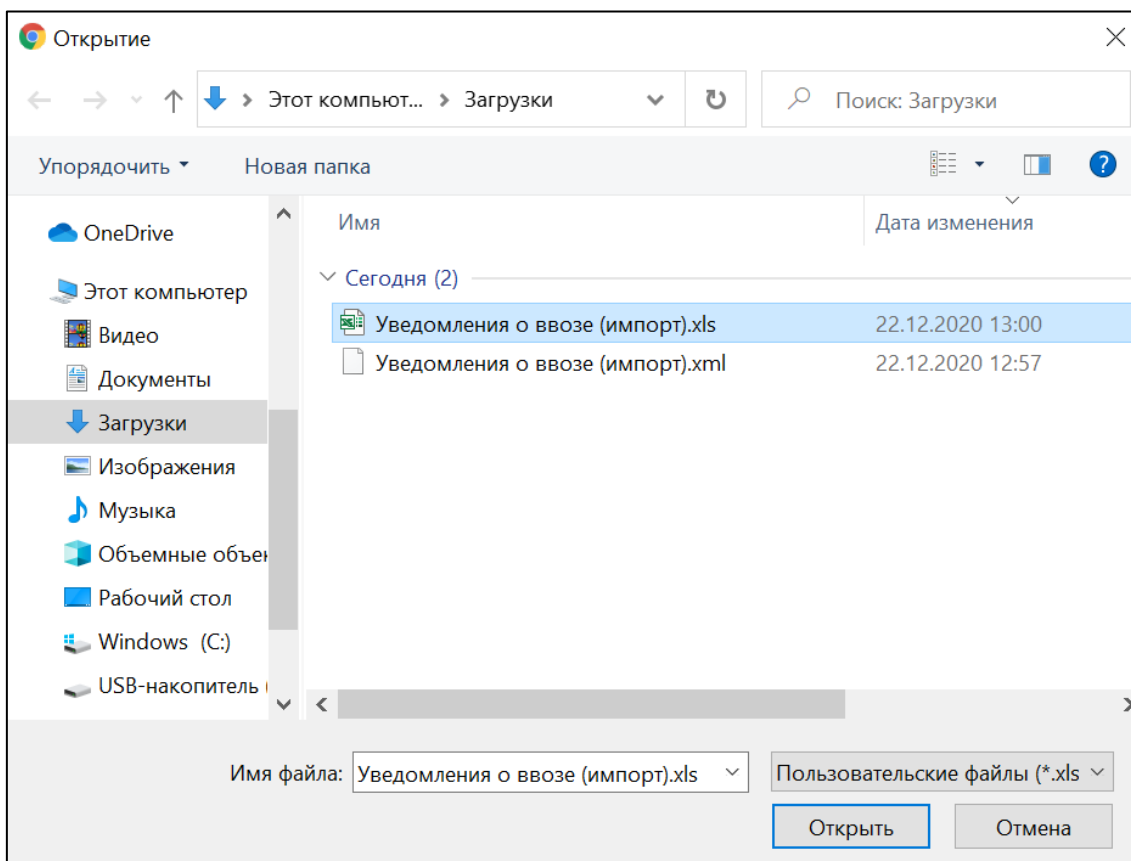 Открытие
Этот компьют... > Загрузки
Поиск: Загрузки
Упорядочить
Новая папка
?
OneDrive
Этот компьютер
Видео
Документы
Загрузки
Изображения
Музыка
Объемные объек
Рабочий стол
Windows (C:)
USB-накопитель (
Имя
Дата изменения
Сегодня (2)
Уведомления о ввозе (импорт).xls 22.12.2020 13:00
Уведомления о ввозе (импорт).xml 22.12.2020 12:57
Имя файла: Уведомления о ввозе (импорт).xls
Пользовательские файлы (*.xls
Открыть
Отмена